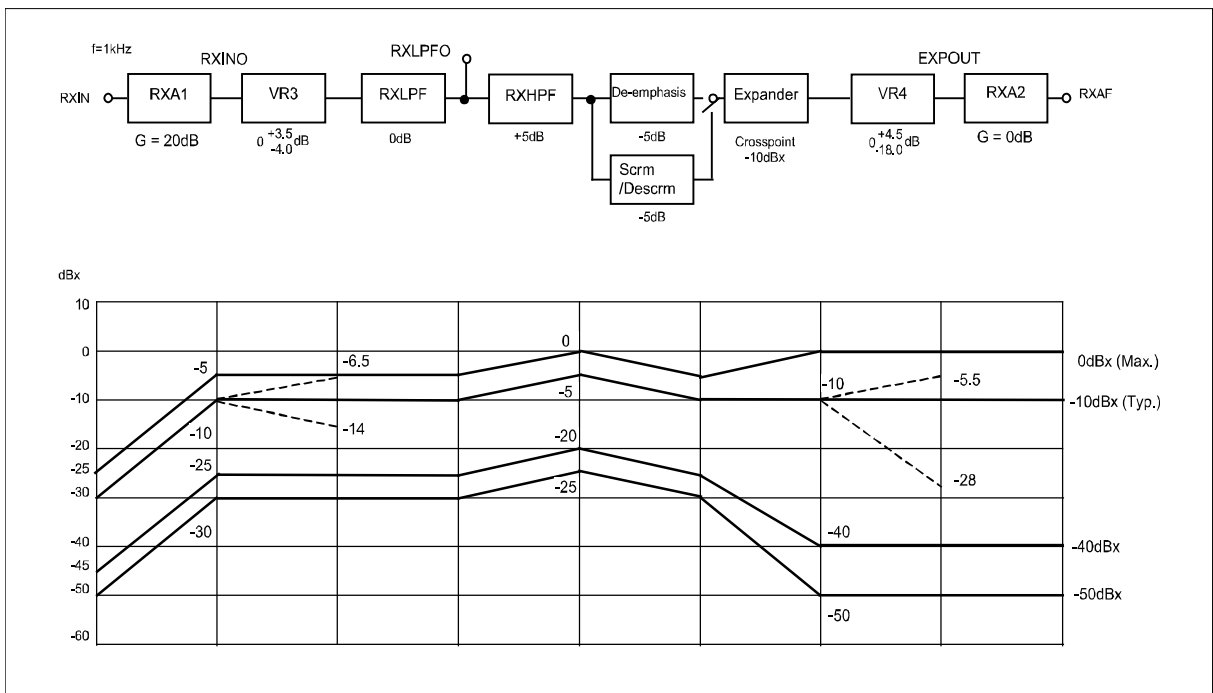 f=1kHz
RXINO
RXLPFO
EXPOUT
RXIN
RXA1
VR3
RXLPF
RXHPF
De-emphasis
Expander
VR4
RXA2
RXAF
G = 20dB
0 +3.5 -4.0 dB
0dB
+5dB
-5dB
Crosspoint
-10dBx
0 +4.5 -18.0 dB
G = 0dB
Scrm
/Descrm
-5dB
dBx
10
0
-10
-20
-25
-30
-40
-45
-50
-60
-5
-6.5
0
0dBx (Max.)
-10
-14
-5
-10
-5.5
-10dBx (Typ.)
-25
-20
-28
-30
-25
-40
-40dBx
-50
-50dBx